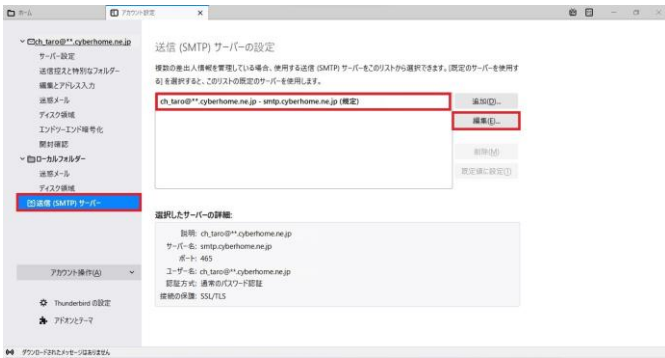 ホーム
アカウント設定
ch_taro@**.cyberhome.ne.jp
サーバー設定
送信控えと特別なフォルダー
編集とアドレス入力
迷惑メール
ディスク領域
エンドツーエンド暗号化
開封確認
ローカルフォルダー
迷惑メール
ディスク領域
送信 (SMTP) サーバー
アカウント操作(A)
Thunderbird の設定
アドオンとテーマ
送信 (SMTP) サーバーの設定
複数の差出人情報を管理している場合、使用する送信 (SMTP) サーバーをこのリストから選択できます。[既定のサーバーを使用す
る] を選択すると、このリストの既定のサーバーを使用します。
ch_taro@**.cyberhome.ne.jp - smtp.cyberhome.ne.jp (既定)
追加(D)...
編集(E)...
削除(M)
既定値に設定(T)
選択したサーバーの詳細:
説明: ch_taro@**.cyberhome.ne.jp
サーバー名: smtp.cyberhome.ne.jp
ポート: 465
ユーザー名: ch_taro@**.cyberhome.ne.jp
認証方式: 通常のパスワード認証
接続の保護: SSL/TLS
ダウンロードされたメッセージはありません